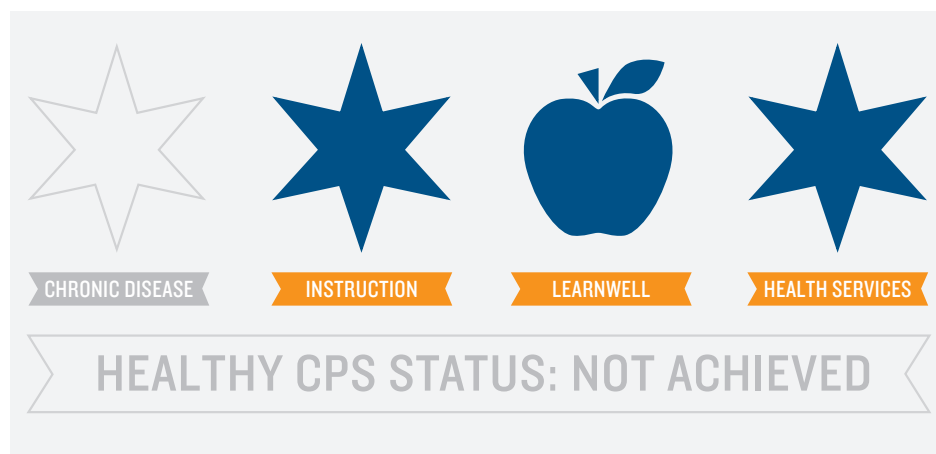 CHRONIC DISEASE
INSTRUCTION
LEARNWELL
HEALTH SERVICES
HEALTHY CPS STATUS: NOT ACHIEVED